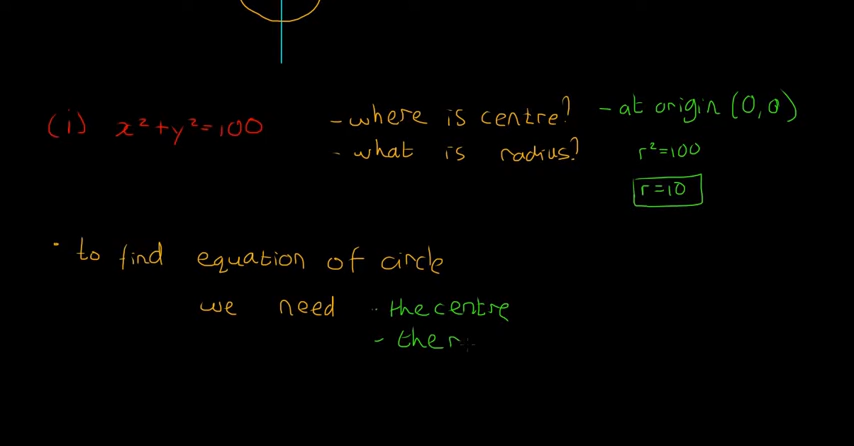 (i) x²+y²=100
- where is centre?
- at origin (0,0)
- what is radius?
r²=100
r=10
· to find equation of circle
we need · the centre
- the r